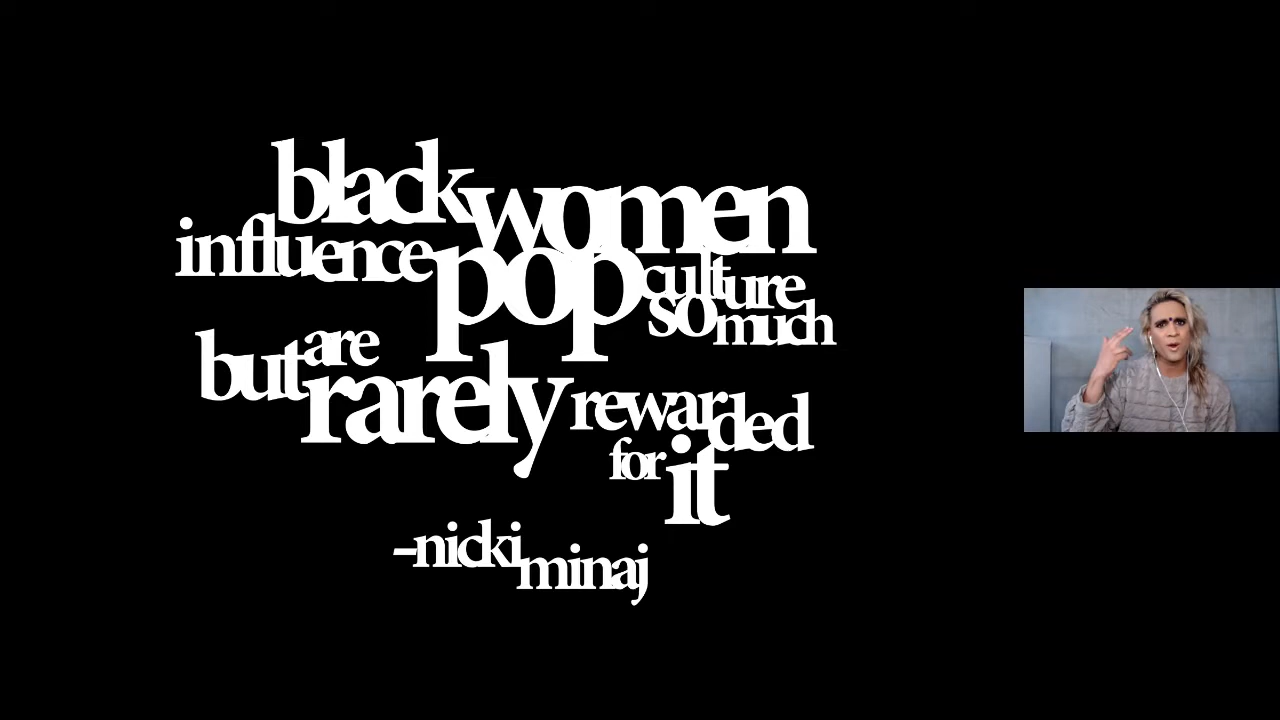 black women
influence pop culture
so much
but are
rarely rewarded
for it
–nicki minaj